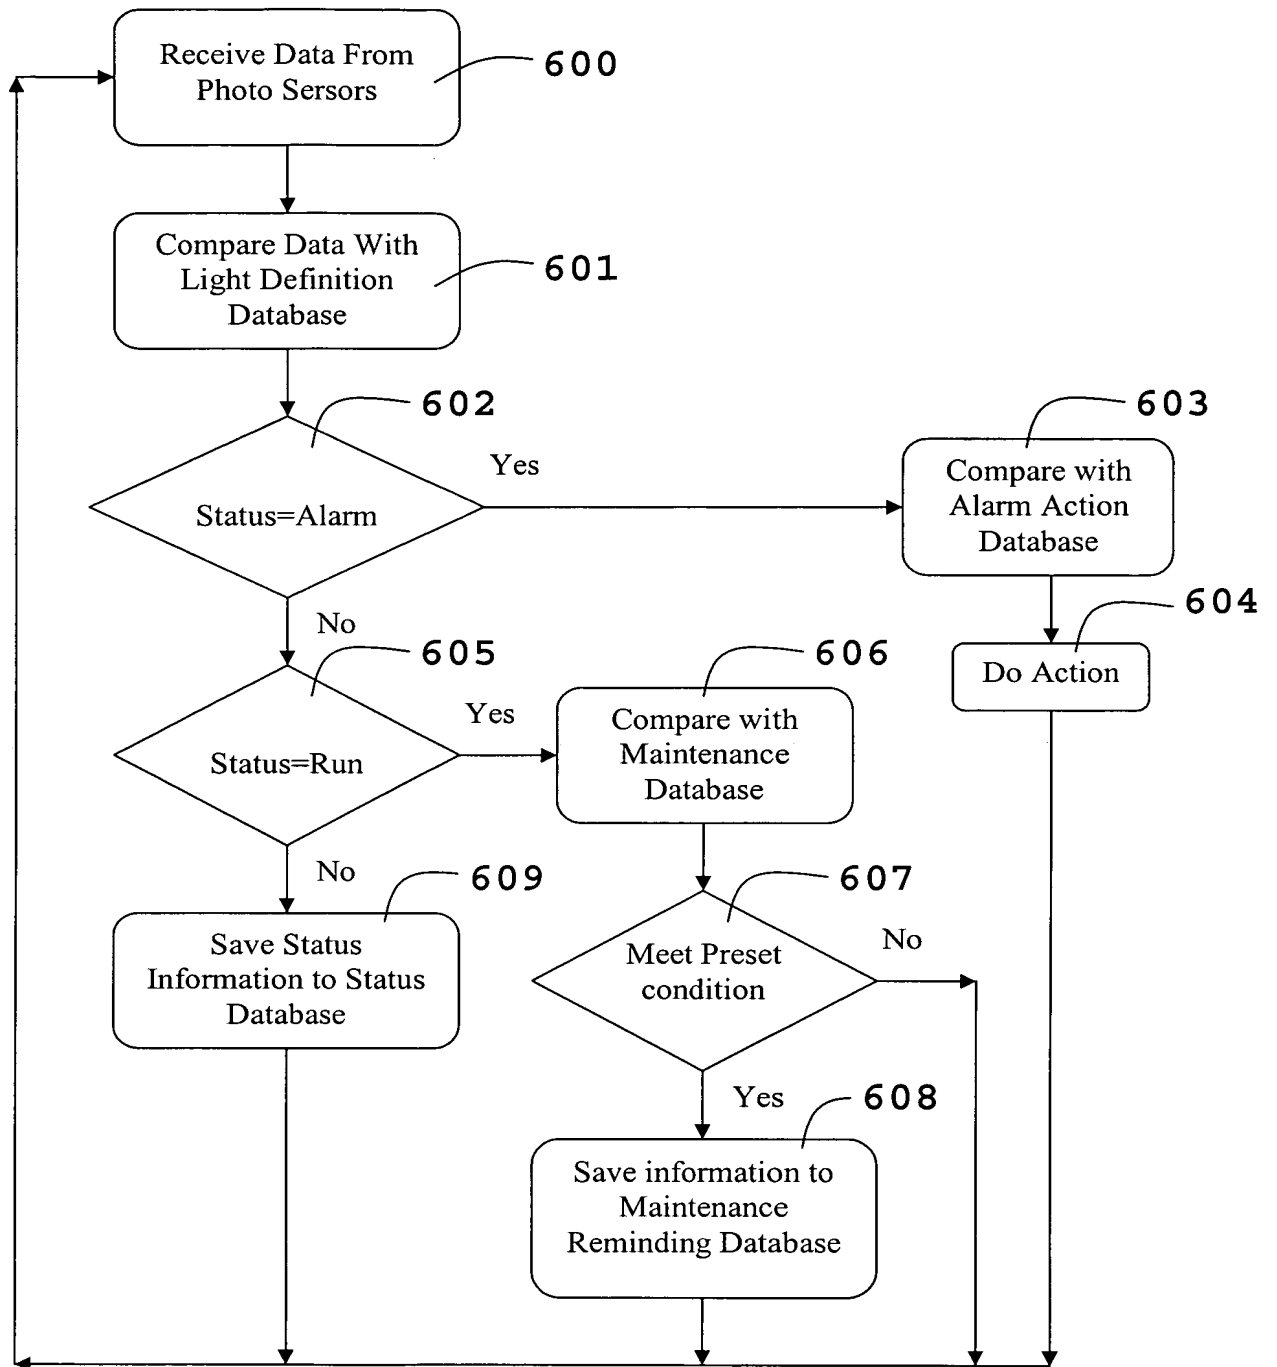 Receive Data From
Photo Sersors
600
Compare Data With
Light Definition
Database
601
602
Status=Alarm
Yes
603
Compare with
Alarm Action
Database
604
Do Action
No
605
Status=Run
Yes
606
Compare with
Maintenance
Database
No
609
Save Status
Information to Status
Database
607
Meet Preset
condition
No
Yes
608
Save information to
Maintenance
Reminding Database